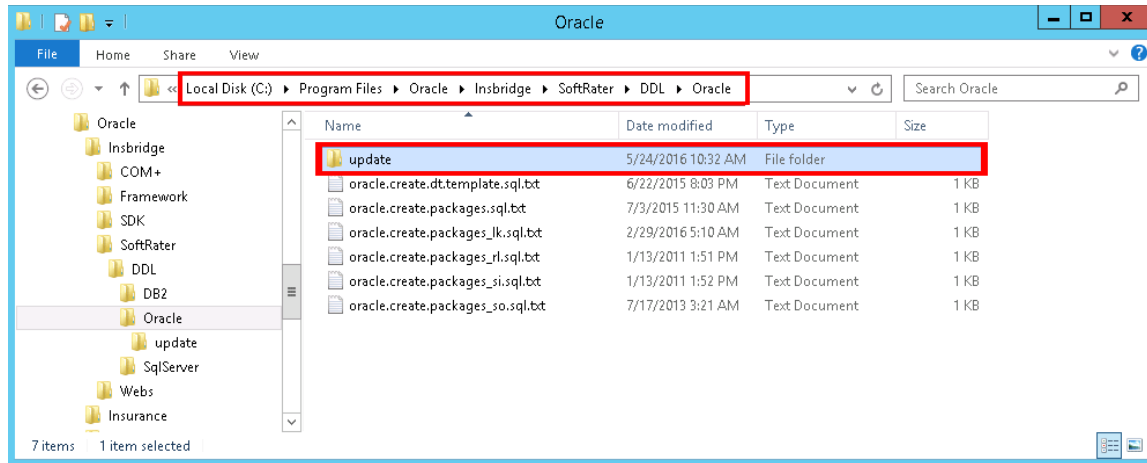 Oracle
File Home Share View
« Local Disk (C:) Program Files Oracle Insbridge SoftRater DDL Oracle Search Oracle
Oracle
Insbridge
COM+
Framework
SDK
SoftRater
DDL
DB2
Oracle
update
SqlServer
Webs
Insurance
Name Date modified Type Size
update 5/24/2016 10:32 AM File folder
oracle.create.dt.template.sql.txt 6/22/2015 8:03 PM Text Document 1 KB
oracle.create.packages.sql.txt 7/3/2015 11:30 AM Text Document 1 KB
oracle.create.packages_lk.sql.txt 2/29/2016 5:10 AM Text Document 1 KB
oracle.create.packages_rl.sql.txt 1/13/2011 1:51 PM Text Document 1 KB
oracle.create.packages_si.sql.txt 1/13/2011 1:52 PM Text Document 1 KB
oracle.create.packages_so.sql.txt 7/17/2013 3:21 AM Text Document 1 KB
7 items 1 item selected